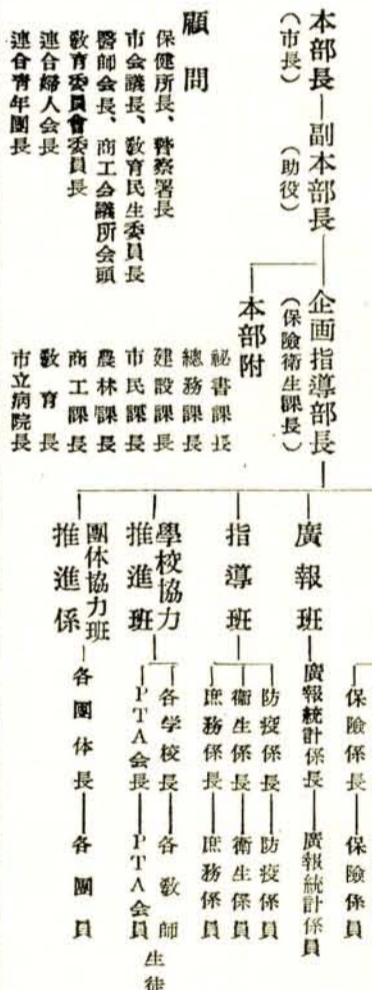 本部長―副本部長―企画指導部長―
(市長)　(助役)　(保險衛生課長)
本部附
秘書課長
總務課長
建設課長
市民課長
農林課長
商工課長
敎育長
市立病院長
顧問
保健所長、警察署長
市会議長、敎育民生委員長
醫師会長、商工会議所会頭
敎育委員會委員長
連合婦人会長
連合青年團長
保險係長―保險係員
廣報班―廣報統計係長―廣報統計係員
指導班
防疫係長―防疫係員
衛生係長―衛生係員
庶務係長―庶務係員
學校協力推進班
各学校長―各敎師
生徒
PTA会長―PTA会員
團体協力班推進係―各團体長―各團員